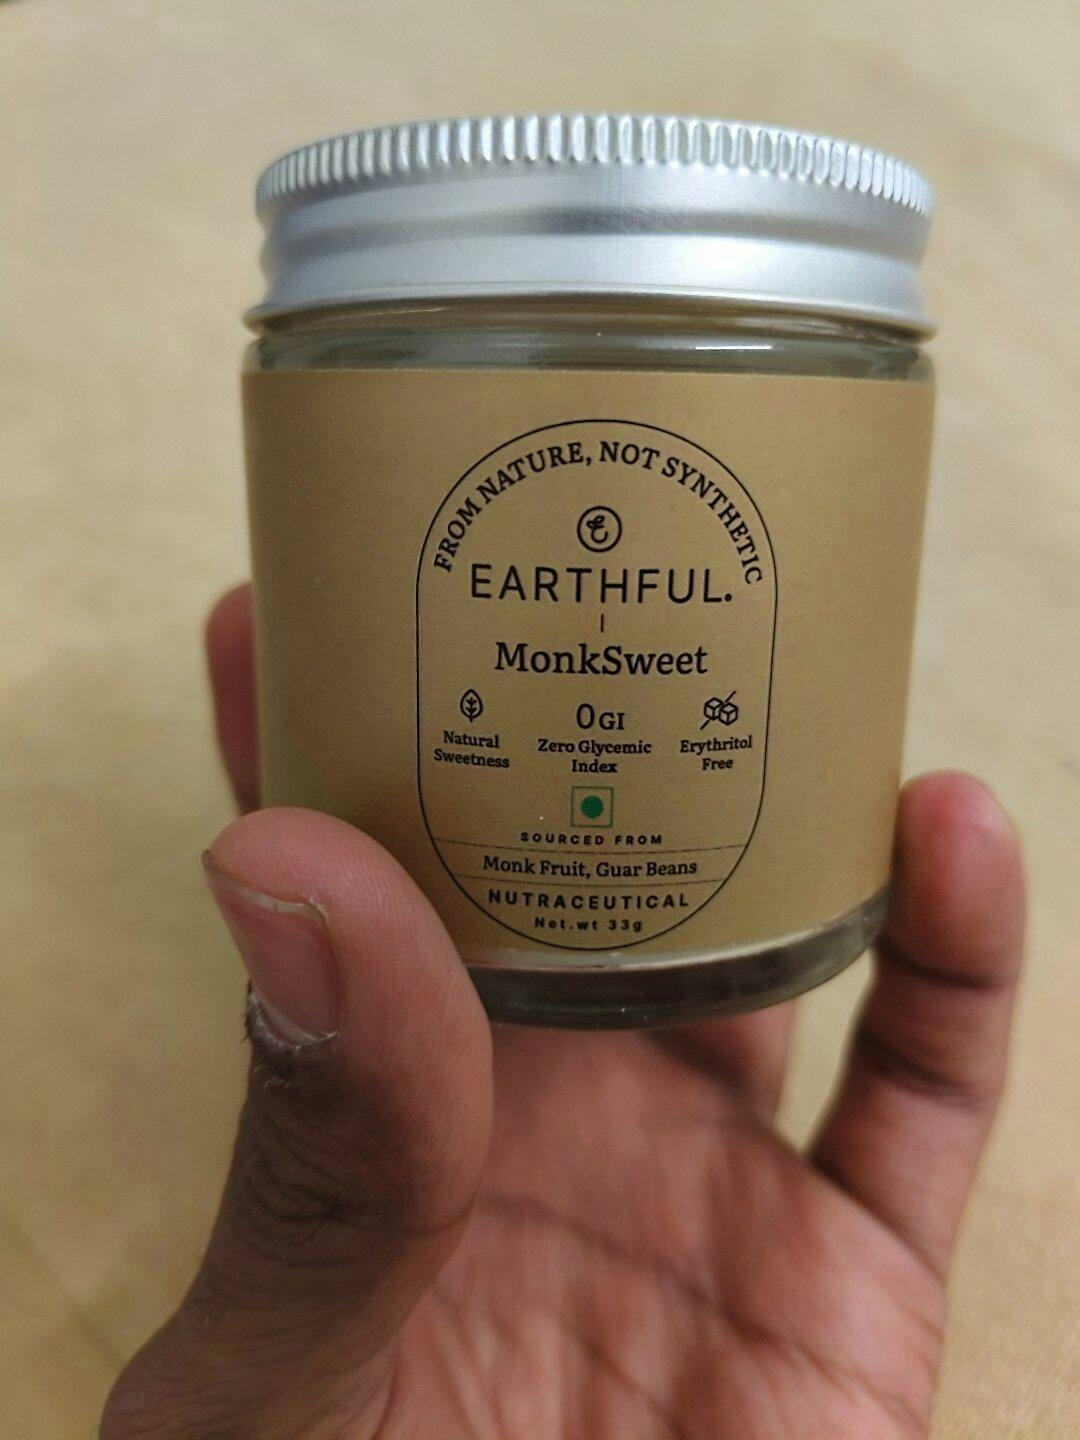 FROM NATURE, NOT SYNTHETIC
EARTHFUL.
MonkSweet
Natural
Sweetness
0GI
Zero Glycemic
Index
Erythritol
Free
SOURCED FROM
Monk Fruit, Guar Beans
NUTRACEUTICAL
Net.wt 33g